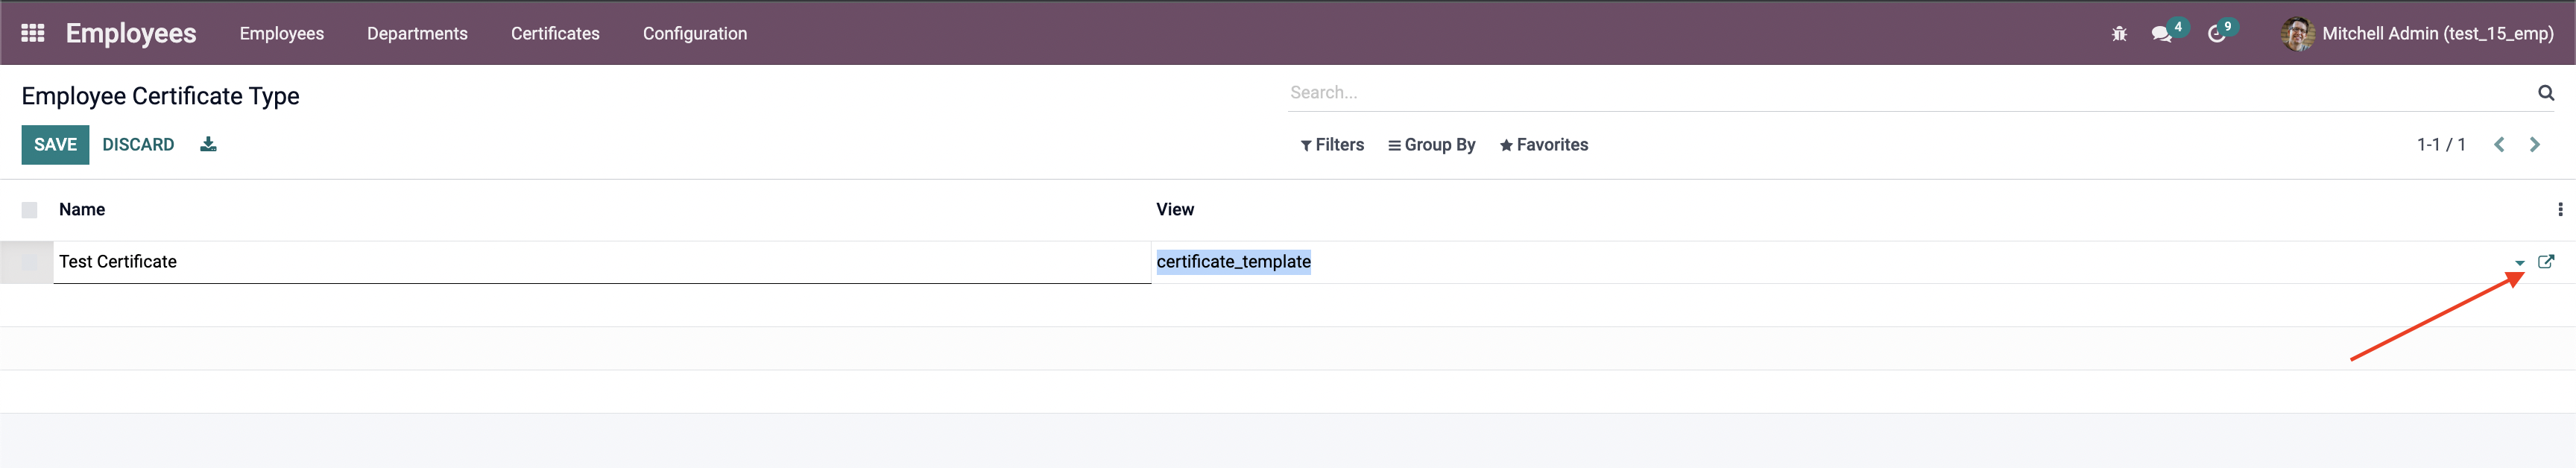 Employees Employees Departments Certificates Configuration 4 9 Mitchell Admin (test_15_emp)
Employee Certificate Type Search...
SAVE DISCARD Filters Group By Favorites 1-1 / 1
Name View
Test Certificate certificate_template